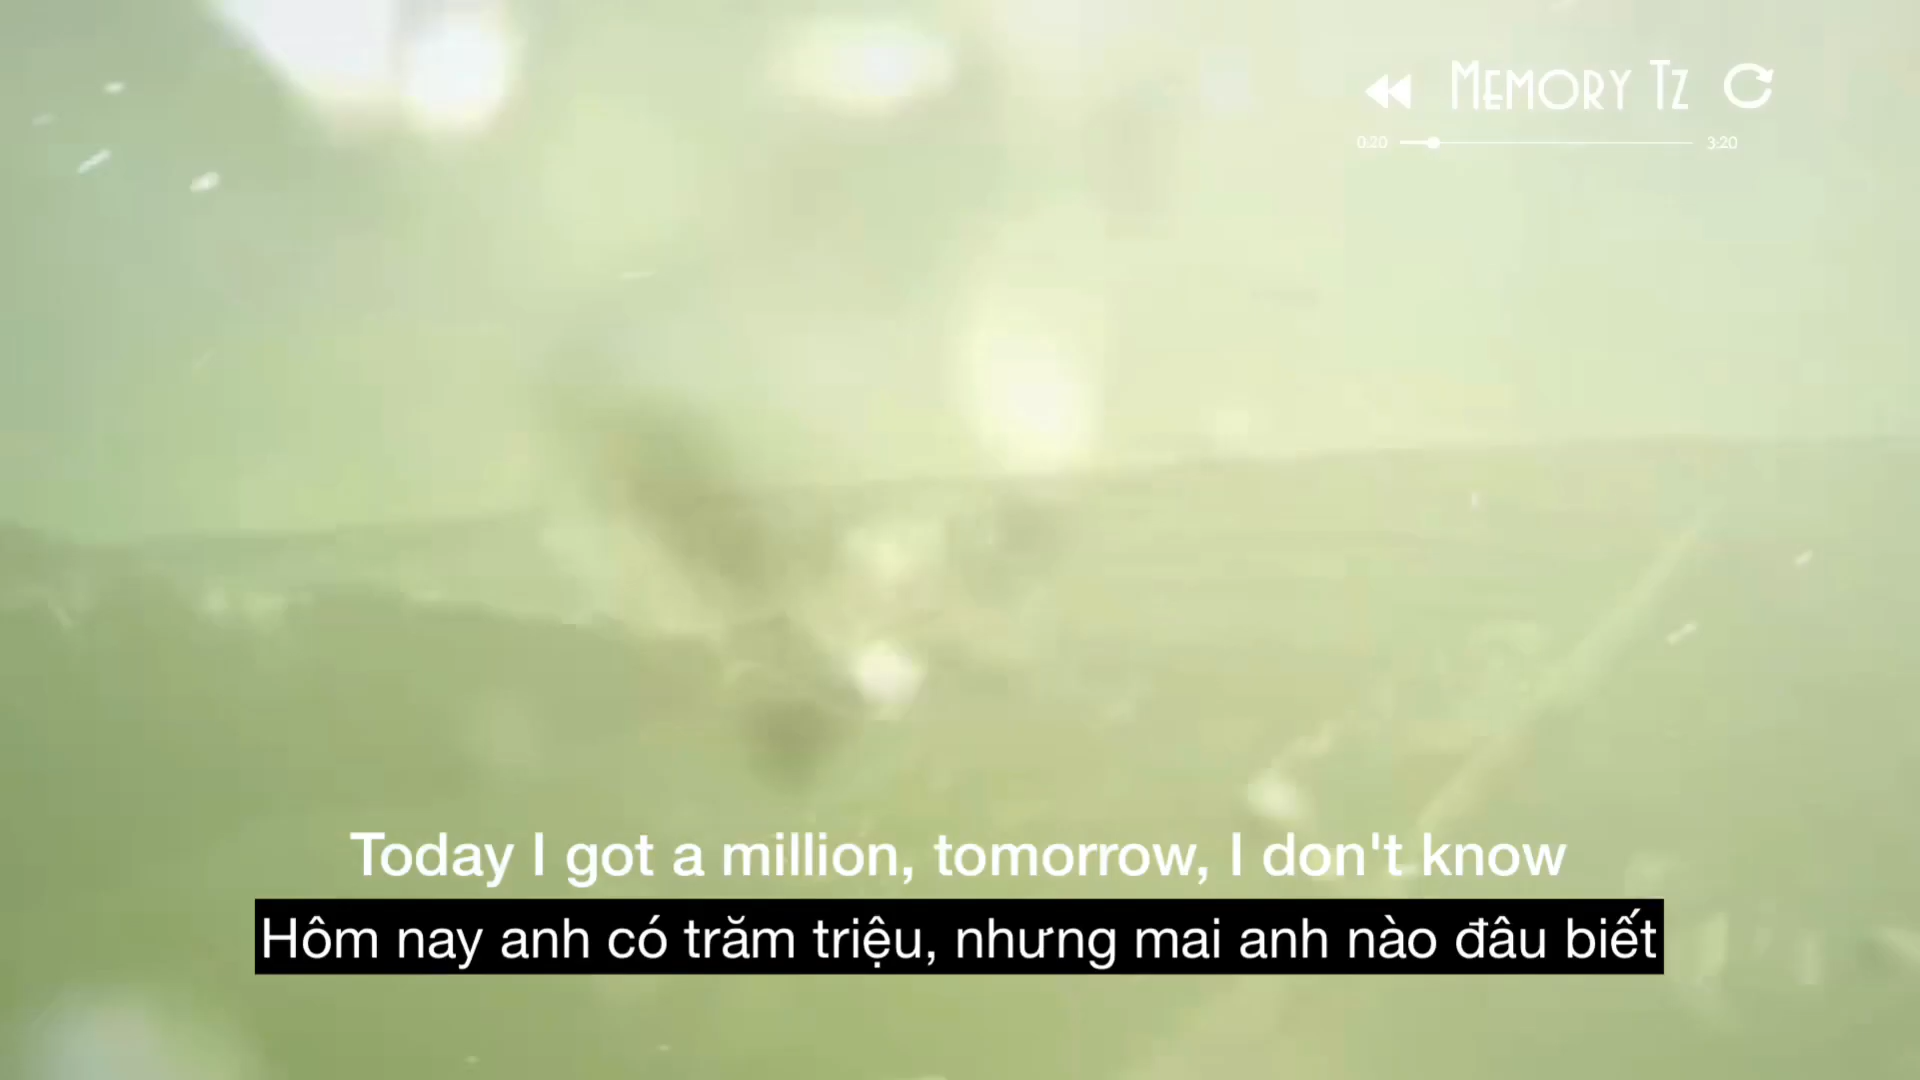 Memory Tz
0:20 3:20
Today I got a million, tomorrow, I don't know
Hôm nay anh có trăm triệu, nhưng mai anh nào đâu biết